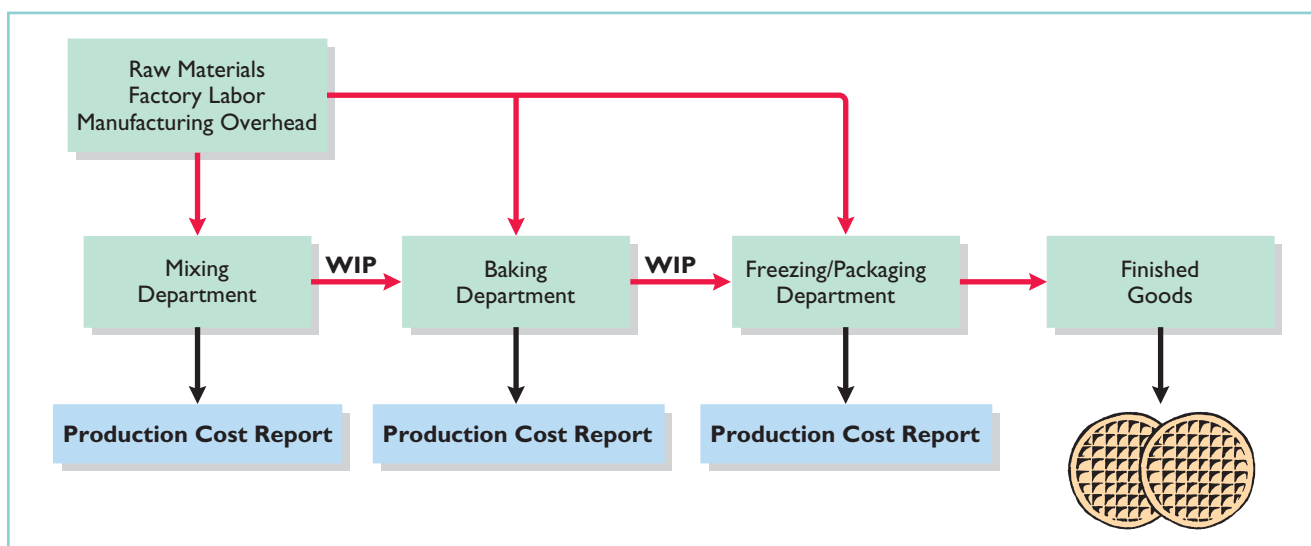 Raw Materials
Factory Labor
Manufacturing Overhead
Mixing
Department
WIP
Baking
Department
WIP
Freezing/Packaging
Department
Finished
Goods
Production Cost Report
Production Cost Report
Production Cost Report